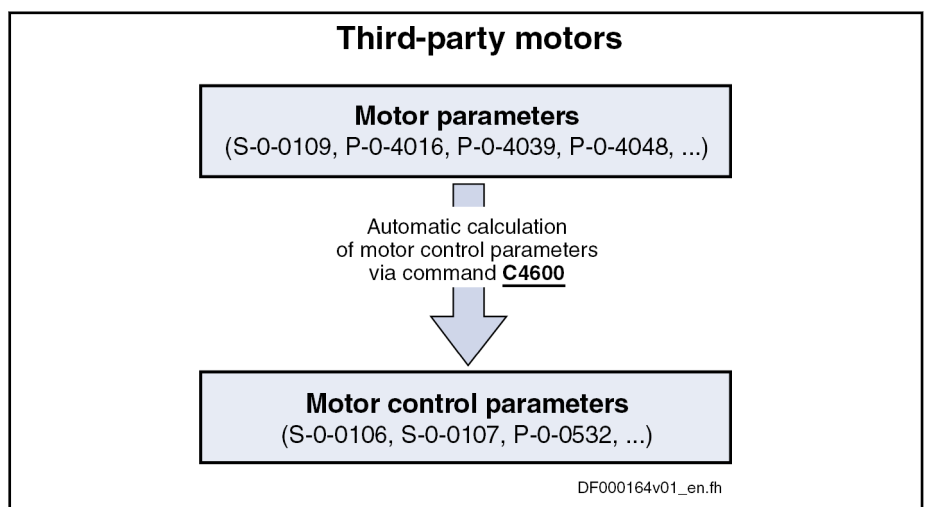 Third-party motors
Motor parameters
(S-0-0109, P-0-4016, P-0-4039, P-0-4048, ...)
Automatic calculation
of motor control parameters
via command C4600
Motor control parameters
(S-0-0106, S-0-0107, P-0-0532, ...)
DF000164v01_en.fh